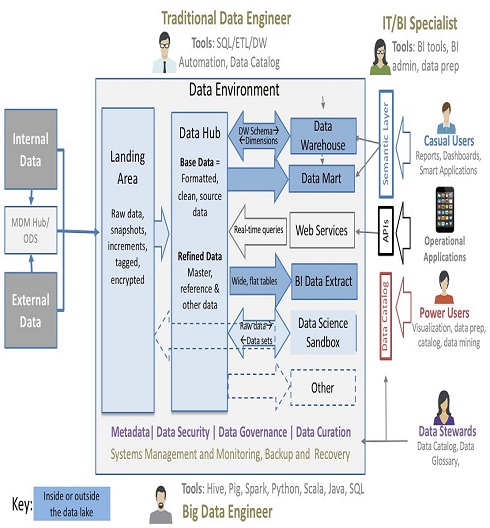 Traditional Data Engineer
Tools: SQL/ETL/DW
Automation, Data Catalog
IT/BI Specialist
Tools: BI tools, BI
admin, data prep
Data Environment
Internal
Data
MDM Hub/
ODS
External
Data
Landing
Area
Raw data,
snapshots,
increments,
tagged,
encrypted
Data Hub
Base Data =
Formatted,
clean, source
data
Refined Data
Master,
reference &
other data
DW Schema→
←Dimensions
Data
Warehouse
Data Mart
Real-time queries
Web Services
Wide, flat tables
BI Data Extract
Raw data→
←Data sets
Data Science
Sandbox
Other
Semantic Layer
APIs
Data Catalog
Casual Users
Reports, Dashboards,
Smart Applications
Operational
Applications
Power Users
Visualization, data prep,
catalog, data mining
Data Stewards
Data Catalog, Data
Glossary,
Metadata| Data Security | Data Governance | Data Curation
Systems Management and Monitoring, Backup and Recovery
Key:
Inside or outside
the data lake
Tools: Hive, Pig, Spark, Python, Scala, Java, SQL
Big Data Engineer